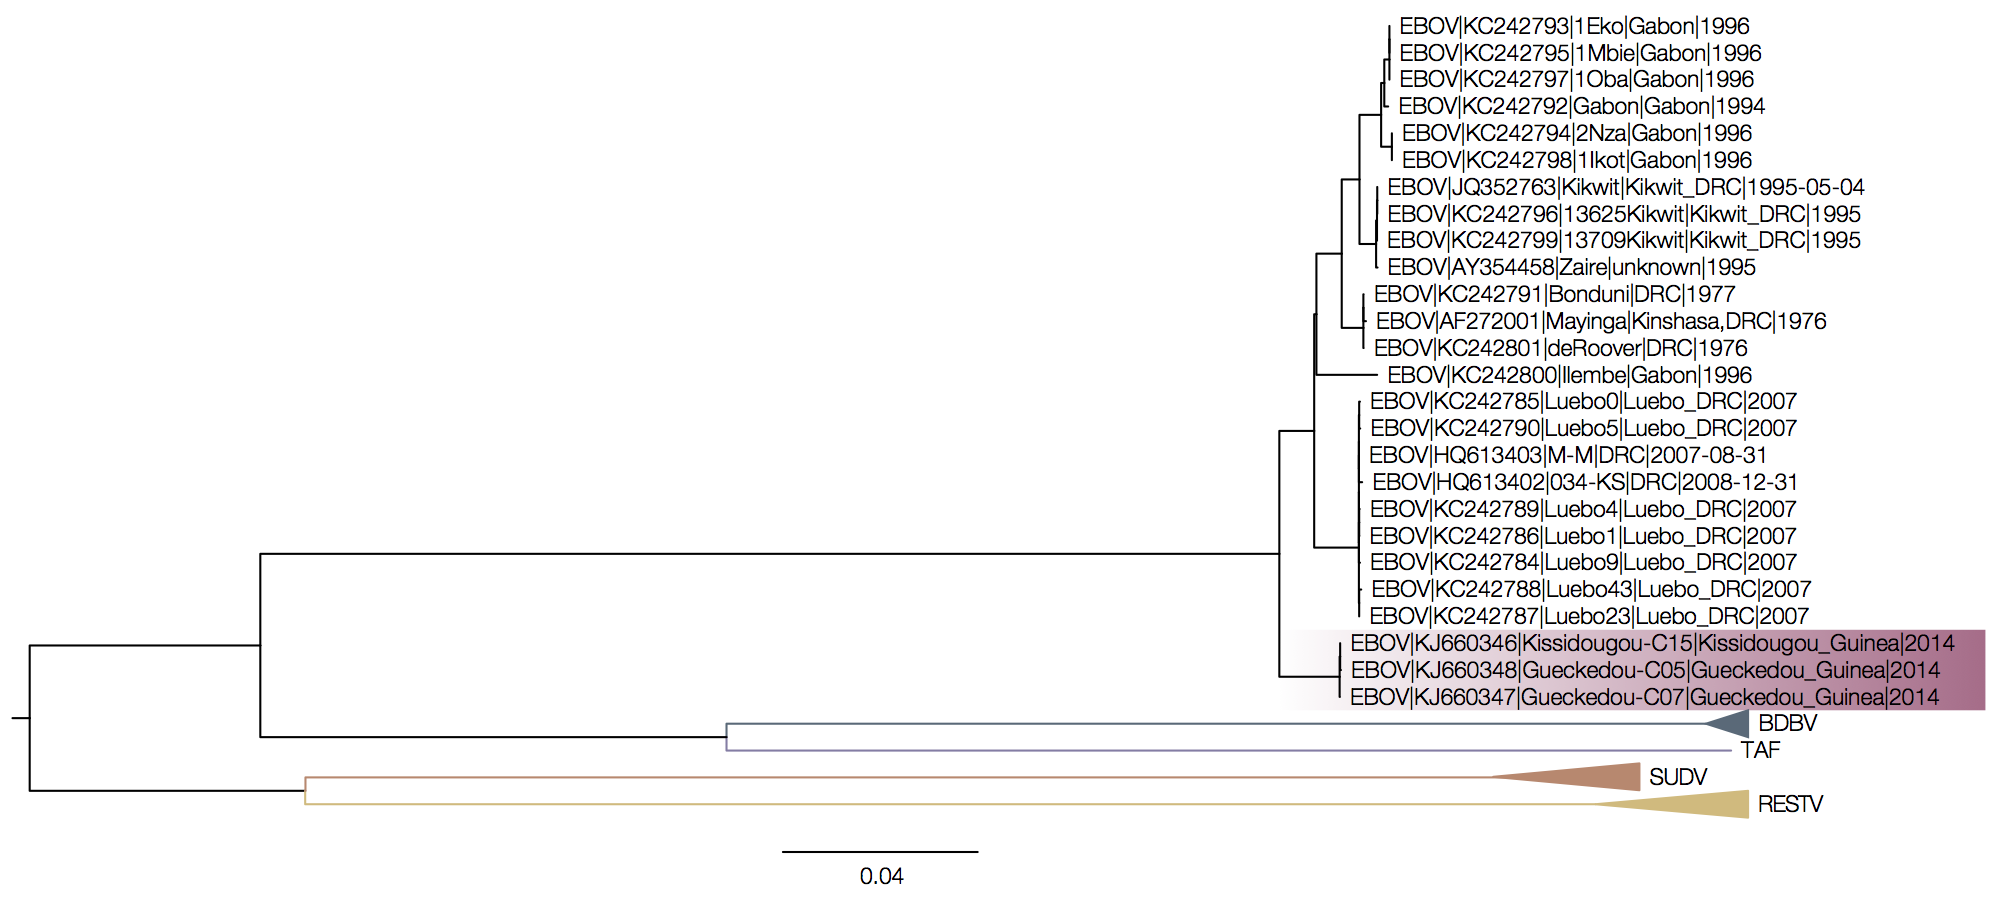 EBOV|KC242793|1Eko|Gabon|1996
EBOV|KC242795|1Mbie|Gabon|1996
EBOV|KC242797|1Oba|Gabon|1996
EBOV|KC242792|Gabon|Gabon|1994
EBOV|KC242794|2Nza|Gabon|1996
EBOV|KC242798|1Ikot|Gabon|1996
EBOV|JQ352763|Kikwit|Kikwit_DRC|1995-05-04
EBOV|KC242796|13625Kikwit|Kikwit_DRC|1995
EBOV|KC242799|13709Kikwit|Kikwit_DRC|1995
EBOV|AY354458|Zaire|unknown|1995
EBOV|KC242791|Bonduni|DRC|1977
EBOV|AF272001|Mayinga|Kinshasa,DRC|1976
EBOV|KC242801|deRoover|DRC|1976
EBOV|KC242800|Ilembe|Gabon|1996
EBOV|KC242785|Luebo0|Luebo_DRC|2007
EBOV|KC242790|Luebo5|Luebo_DRC|2007
EBOV|HQ613403|M-M|DRC|2007-08-31
EBOV|HQ613402|034-KS|DRC|2008-12-31
EBOV|KC242789|Luebo4|Luebo_DRC|2007
EBOV|KC242786|Luebo1|Luebo_DRC|2007
EBOV|KC242784|Luebo9|Luebo_DRC|2007
EBOV|KC242788|Luebo43|Luebo_DRC|2007
EBOV|KC242787|Luebo23|Luebo_DRC|2007
EBOV|KJ660346|Kissidougou-C15|Kissidougou_Guinea|2014
EBOV|KJ660348|Gueckedou-C05|Gueckedou_Guinea|2014
EBOV|KJ660347|Gueckedou-C07|Gueckedou_Guinea|2014
BDBV
TAF
SUDV
RESTV
0.04